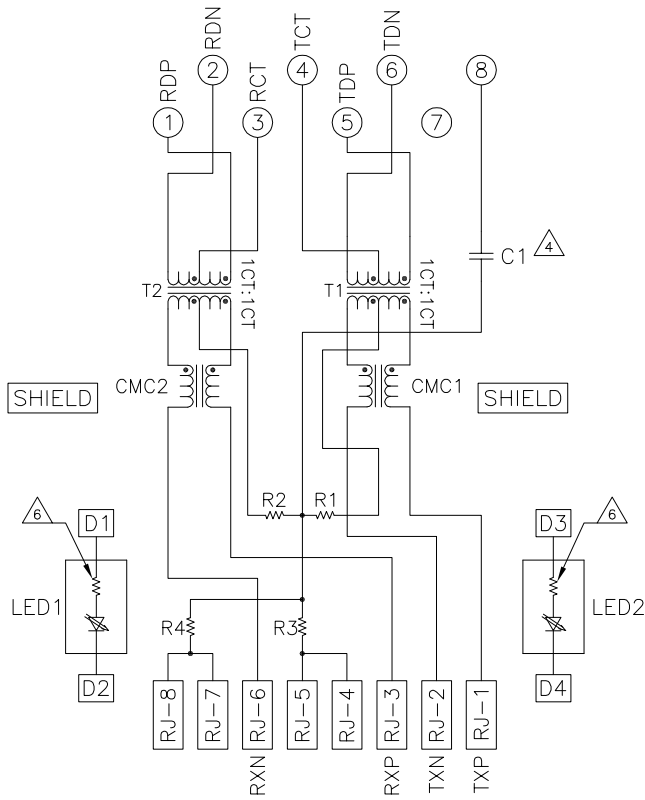 RDP
RDN
RCT
TCT
TDP
TDN
2
4
6
8
1
3
5
7
C1
4
T2
1CT:1CT
T1
1CT:1CT
CMC2
CMC1
SHIELD
SHIELD
R2
R1
6
D1
D3
6
LED1
LED2
R4
R3
D2
D4
RJ-8
RJ-7
RJ-6
RJ-5
RJ-4
RJ-3
RJ-2
RJ-1
RXN
RXP
TXN
TXP